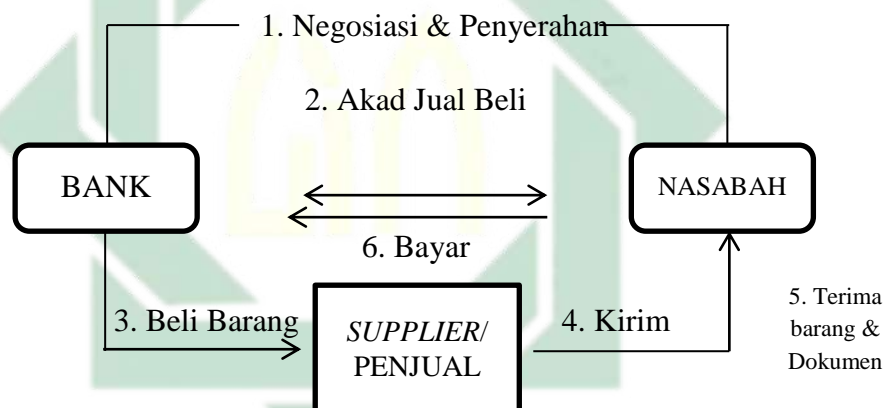 1. Negosiasi & Penyerahan
2. Akad Jual Beli
BANK
NASABAH
6. Bayar
3. Beli Barang
SUPPLIER/
PENJUAL
4. Kirim
5. Terima
barang &
Dokumen